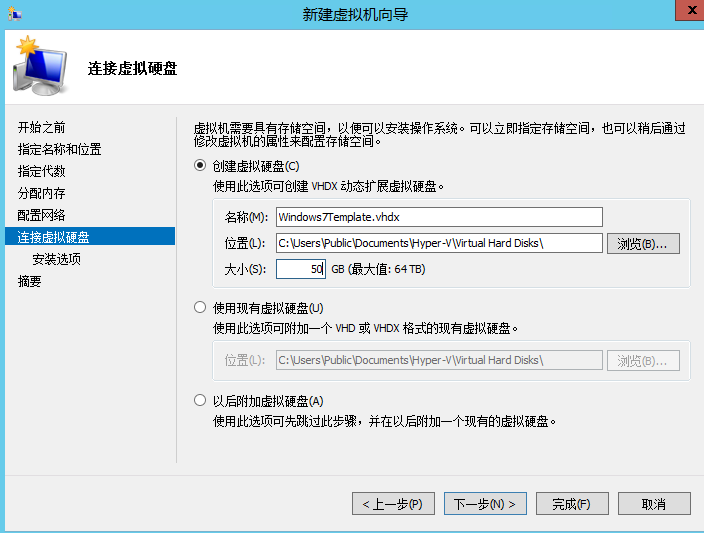 新建虚拟机向导
连接虚拟硬盘
开始之前
指定名称和位置
指定代数
分配内存
配置网络
连接虚拟硬盘
安装选项
摘要
虚拟机需要具有存储空间，以便可以安装操作系统。可以立即指定存储空间，也可以稍后通过
修改虚拟机的属性来配置存储空间。
创建虚拟硬盘(C)
使用此选项可创建 VHDX 动态扩展虚拟硬盘。
名称(M): Windows7Template.vhdx
位置(L): C:\Users\Public\Documents\Hyper-V\Virtual Hard Disks\ 浏览(B)...
大小(S): 50 GB (最大值: 64 TB)
使用现有虚拟硬盘(U)
使用此选项可附加一个 VHD 或 VHDX 格式的现有虚拟硬盘。
位置(L): C:\Users\Public\Documents\Hyper-V\Virtual Hard Disks\ 浏览(B)...
以后附加虚拟硬盘(A)
使用此选项可先跳过此步骤，并在以后附加一个现有的虚拟硬盘。
< 上一步(P) 下一步(N) > 完成(F) 取消